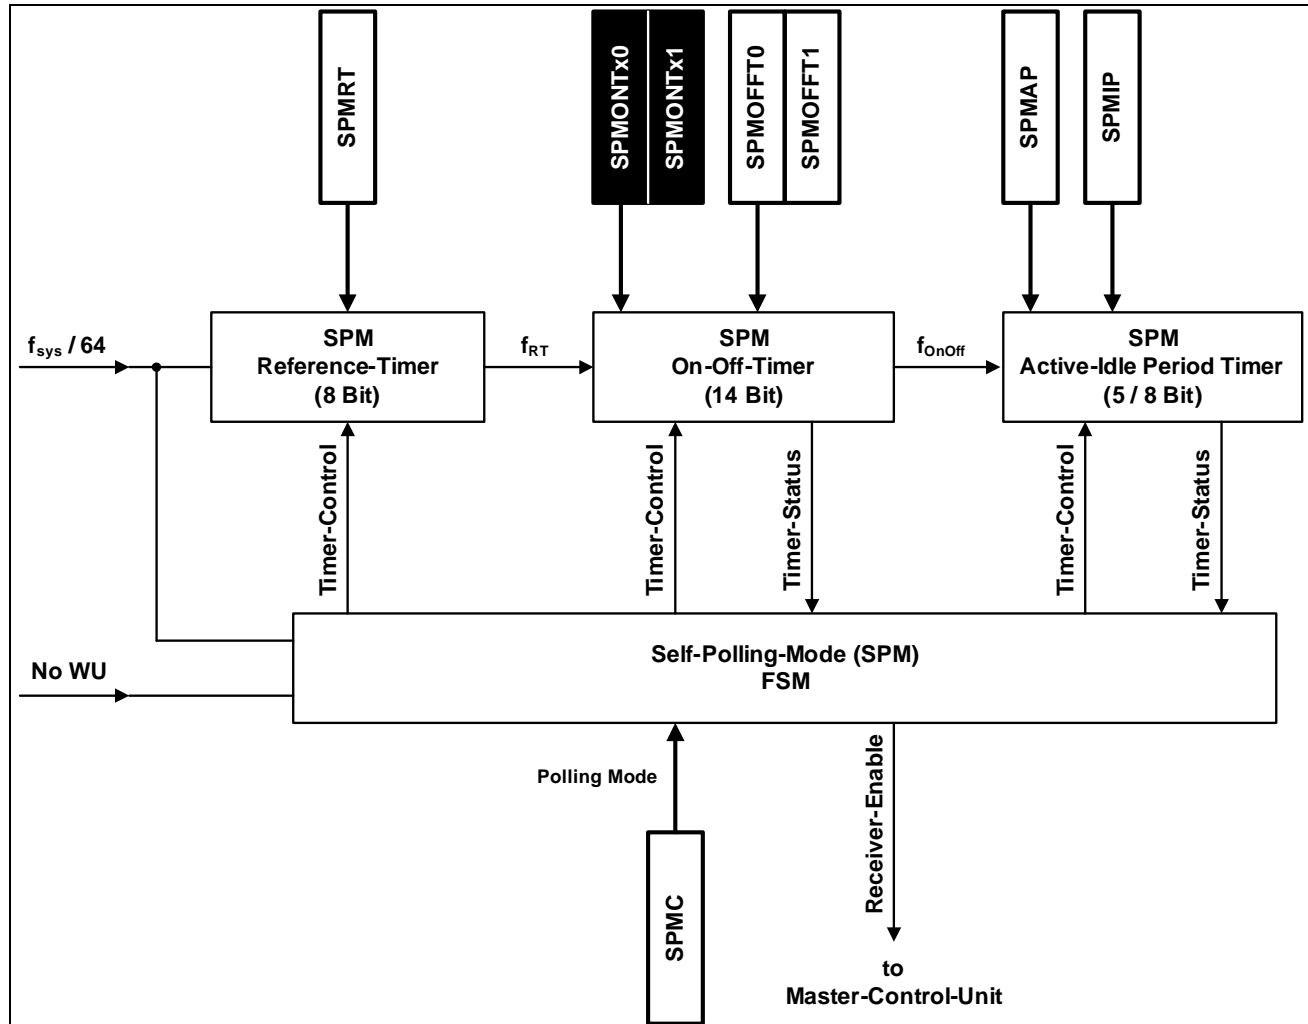 SPMRT
SPMONTx0
SPMONTx1
SPMOFFT0
SPMOFFT1
SPMAP
SPMIP
fsys / 64
SPM
Reference-Timer
(8 Bit)
fRT
SPM
On-Off-Timer
(14 Bit)
fOnOff
SPM
Active-Idle Period Timer
(5 / 8 Bit)
Timer-Control
Timer-Control
Timer-Status
Timer-Control
Timer-Status
No WU
Self-Polling-Mode (SPM)
FSM
Polling Mode
SPMC
Receiver-Enable
to
Master-Control-Unit